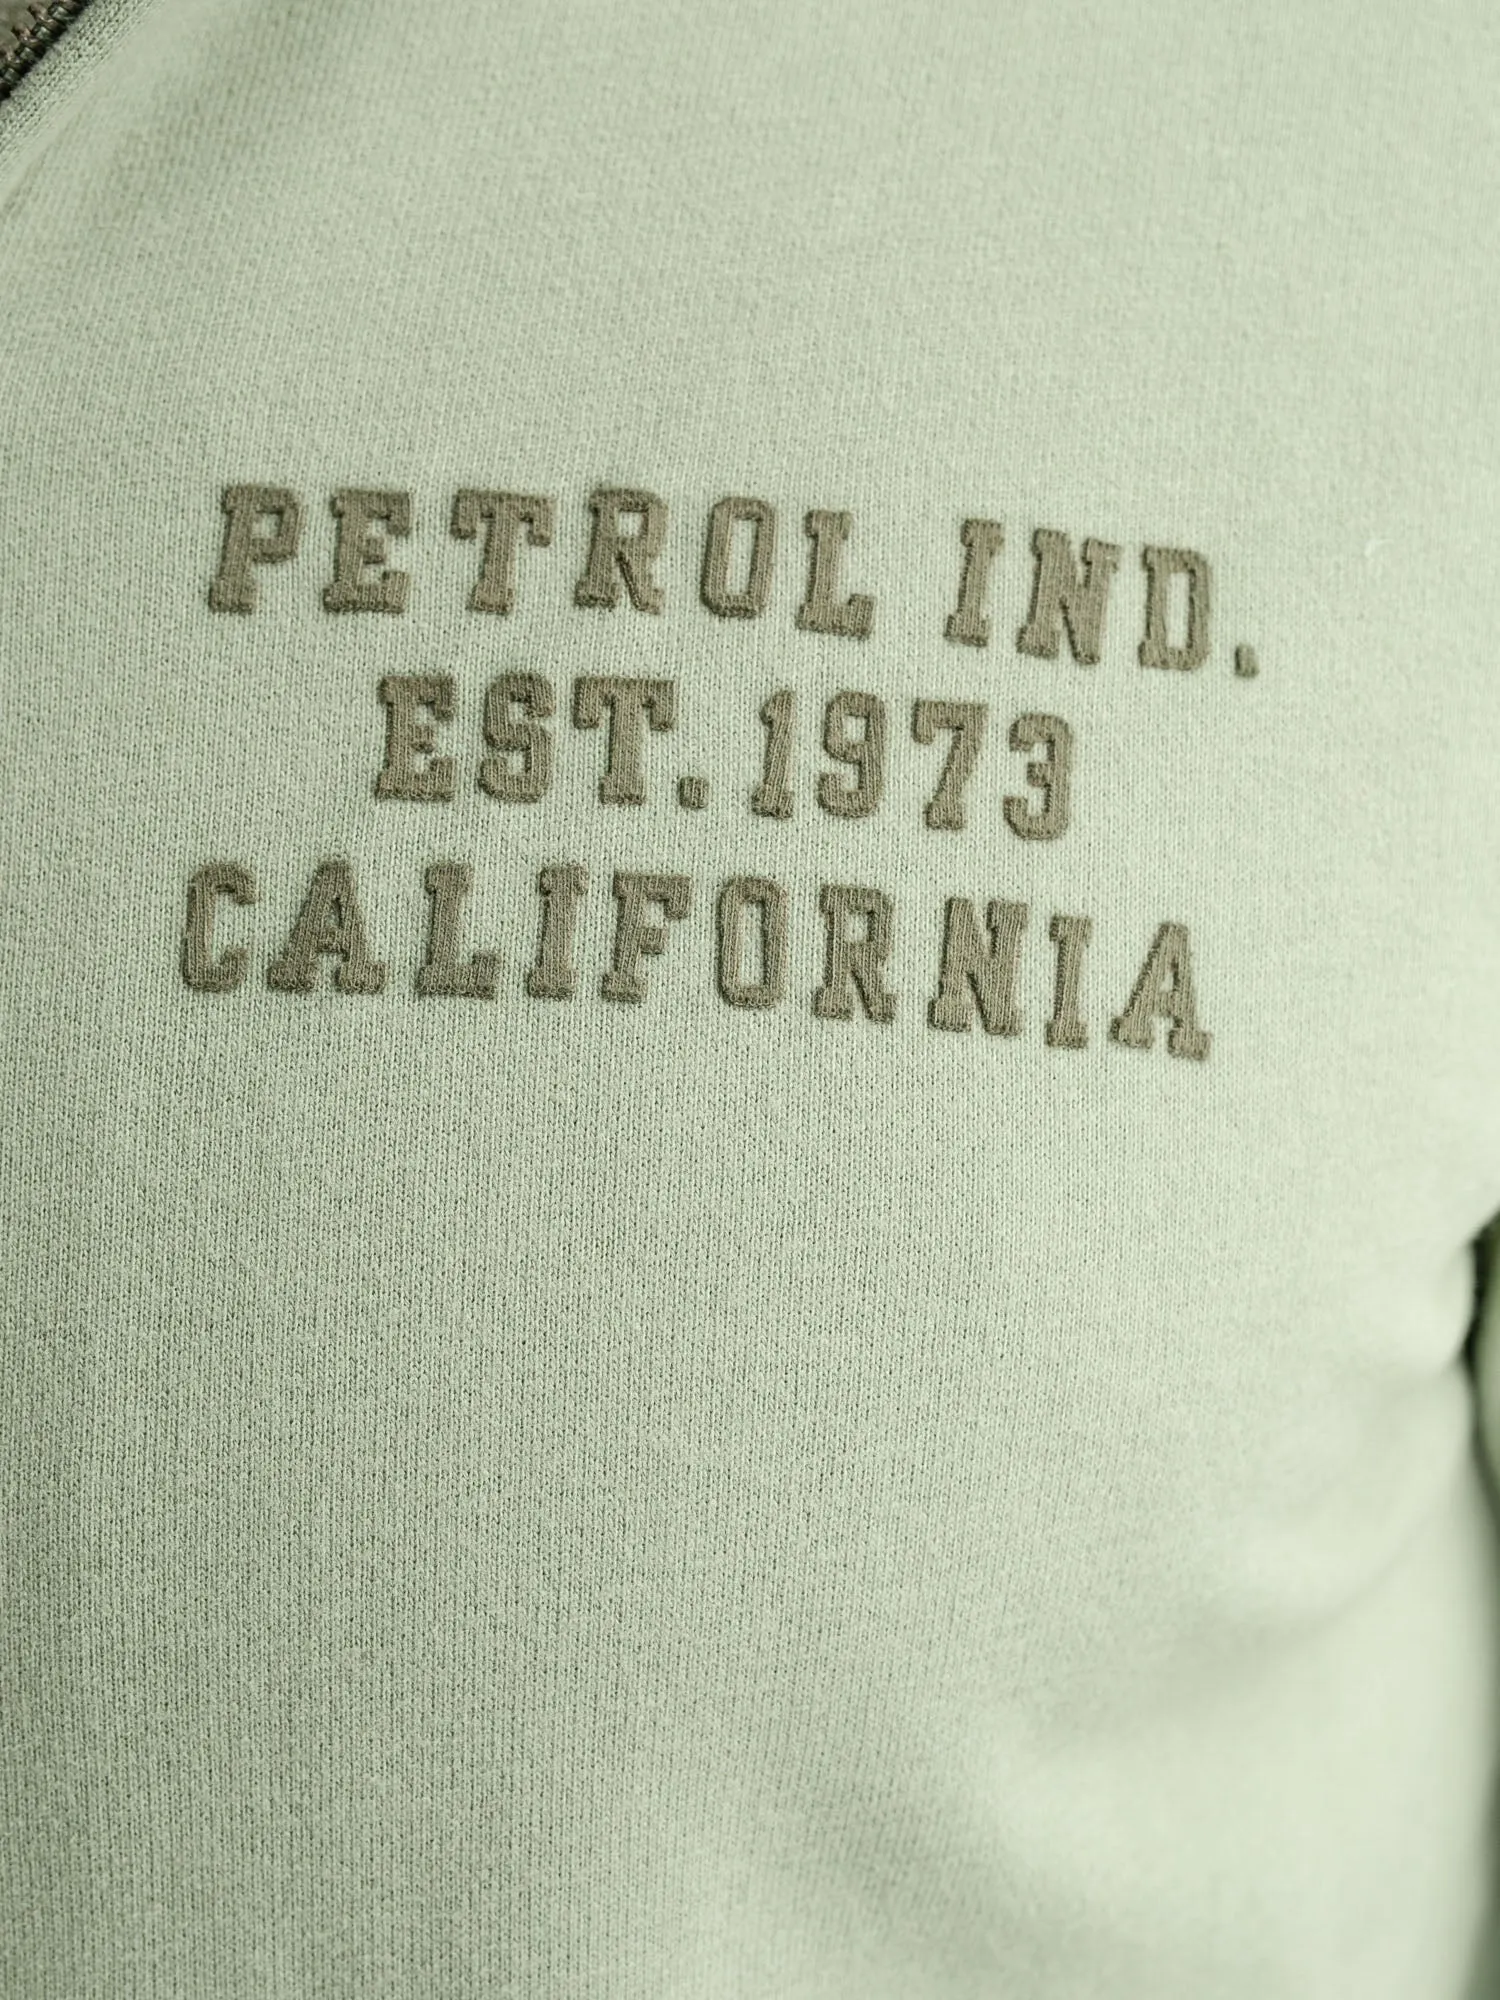 PETROL IND.
EST.1973
CALIFORNIA